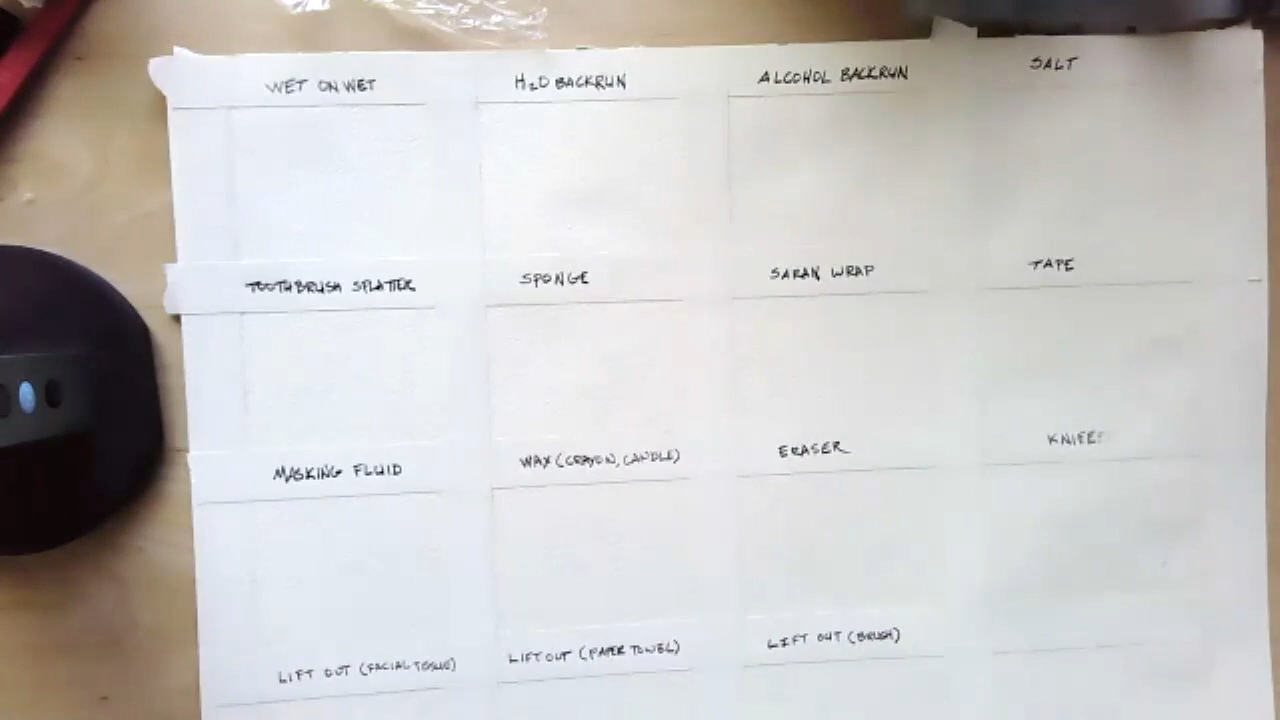 WET ON WET
H2O BACKRUN
ALCOHOL BACKRUN
SALT
TOOTHBRUSH SPLATTER
SPONGE
SARAN WRAP
TAPE
MASKING FLUID
WAX (CRAYON, CANDLE)
ERASER
KNIFE
LIFT OUT (FACIAL TISSUE)
LIFT OUT (PAPER TOWEL)
LIFT OUT (BRUSH)